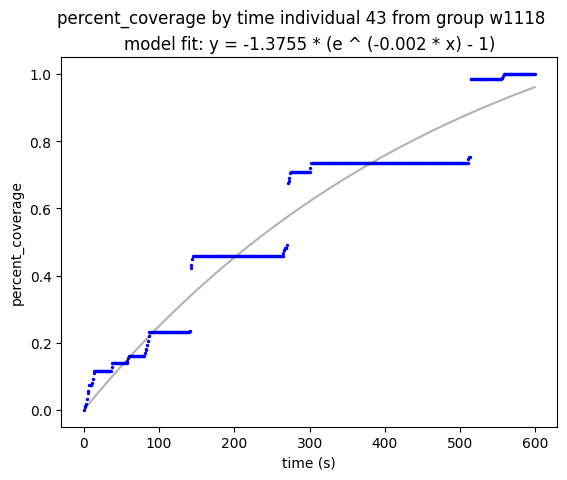 percent_coverage by time individual 43 from group w1118
model fit: y = -1.3755 * (e ^ (-0.002 * x) - 1)
1.0
0.8
0.6
0.4
0.2
0.0
percent_coverage
0 100 200 300 400 500 600
time (s)